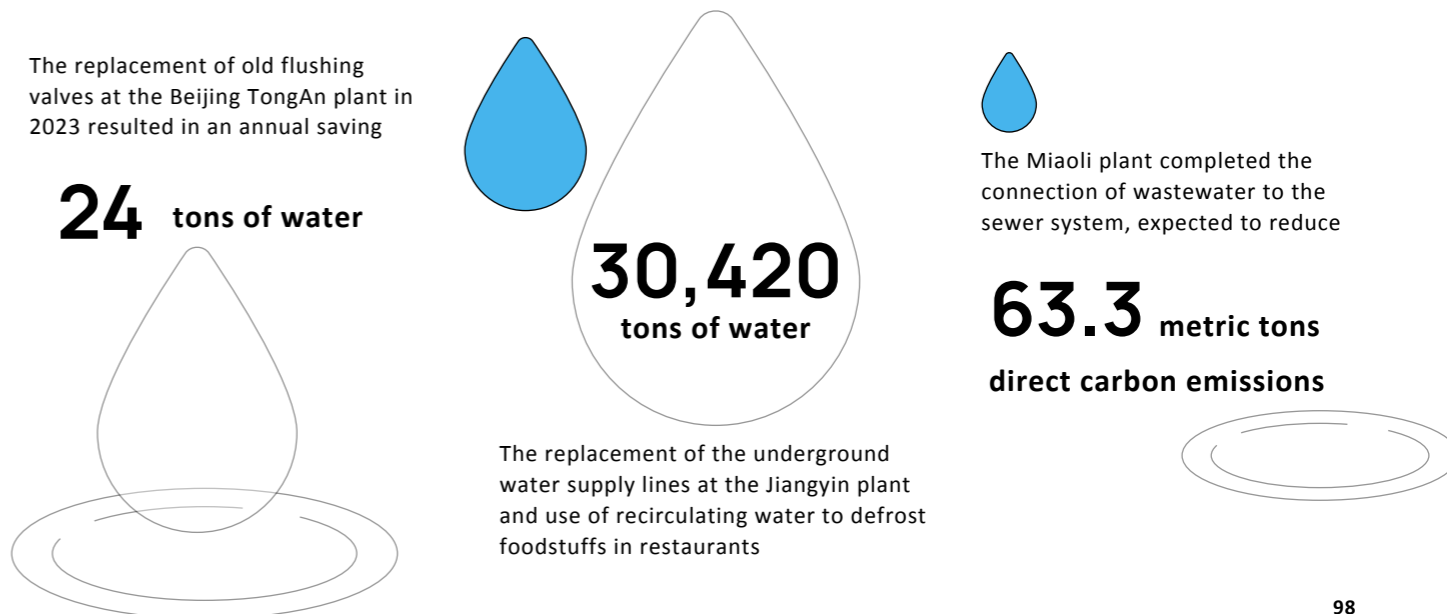 The replacement of old flushing
valves at the Beijing TongAn plant in
2023 resulted in an annual saving
24 tons of water
30,420
tons of water
The replacement of the underground
water supply lines at the Jiangyin plant
and use of recirculating water to defrost
foodstuffs in restaurants
The Miaoli plant completed the
connection of wastewater to the
sewer system, expected to reduce
63.3 metric tons
direct carbon emissions
98